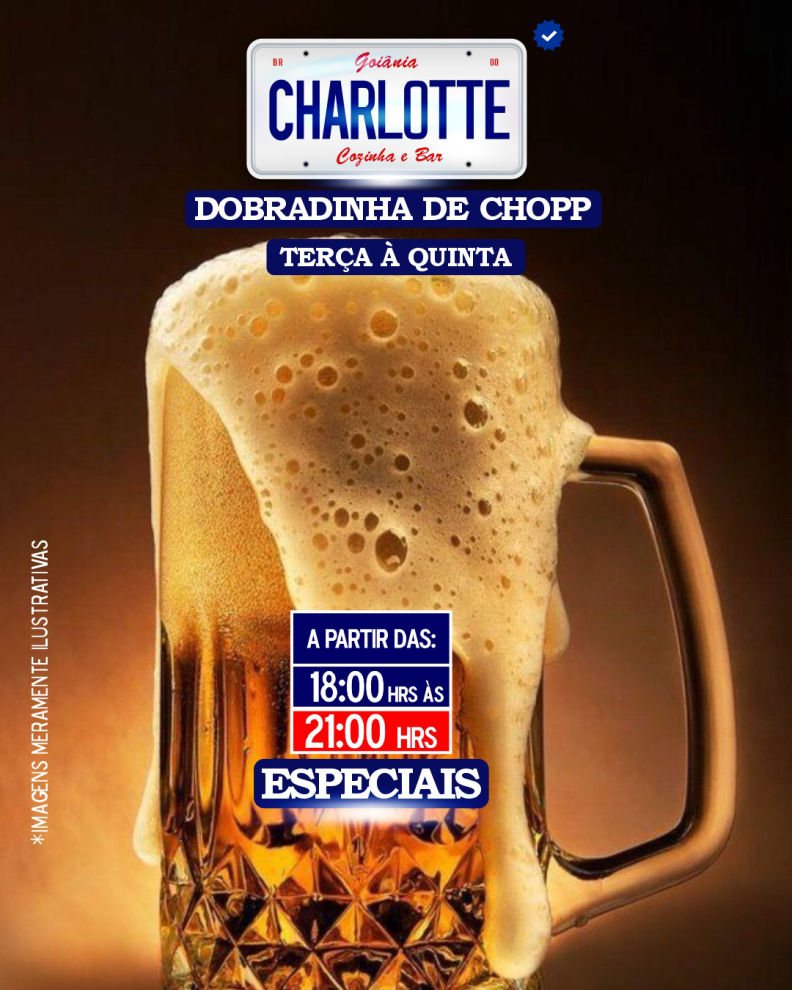 BR Goiânia GO
CHARLOTTE
Cozinha e Bar
DOBRADINHA DE CHOPP
TERÇA À QUINTA
*IMAGENS MERAMENTE ILUSTRATIVAS
A PARTIR DAS:
18:00 HRS ÀS
21:00 HRS
ESPECIAIS